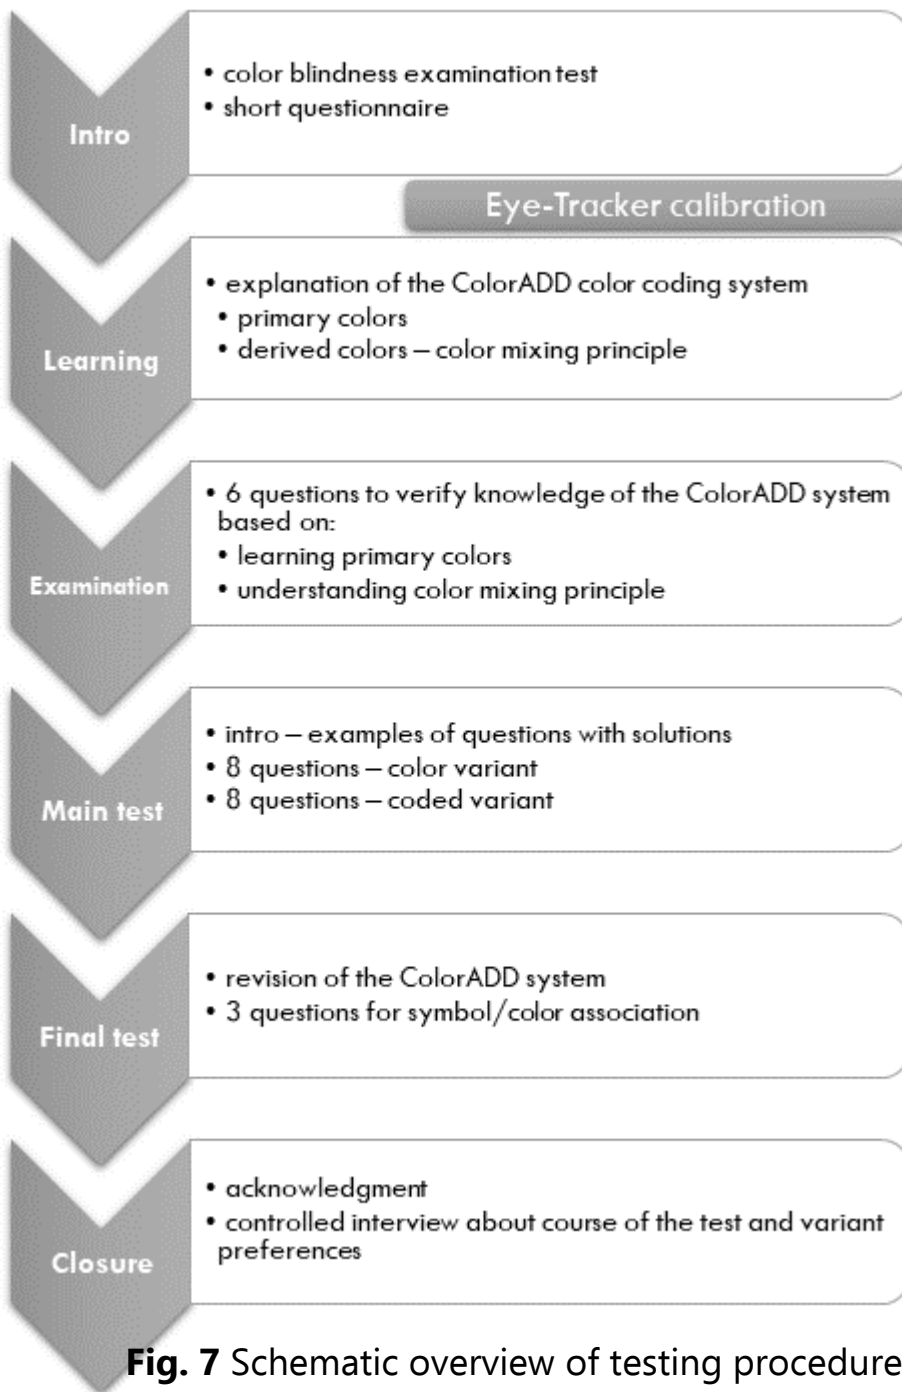 Intro
• color blindness examination test
• short questionnaire
Eye-Tracker calibration
Learning
• explanation of the ColorADD color coding system
• primary colors
• derived colors – color mixing principle
Examination
• 6 questions to verify knowledge of the ColorADD system
based on:
• learning primary colors
• understanding color mixing principle
Main test
• intro – examples of questions with solutions
• 8 questions – color variant
• 8 questions – coded variant
Final test
• revision of the ColorADD system
• 3 questions for symbol/color association
Closure
• acknowledgment
• controlled interview about course of the test and variant
preferences
Fig. 7 Schematic overview of testing procedure